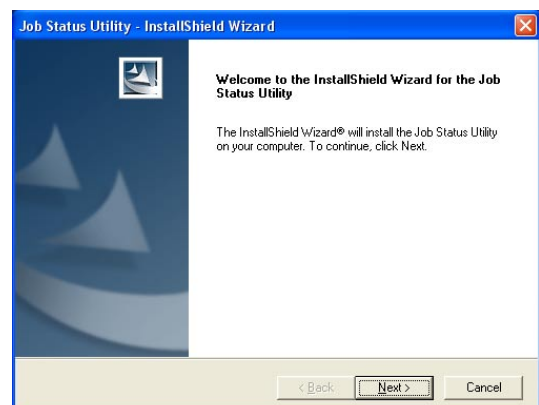 Job Status Utility - InstallShield Wizard
Welcome to the InstallShield Wizard for the Job
Status Utility
The InstallShield Wizard® will install the Job Status Utility
on your computer. To continue, click Next.
< Back
Next >
Cancel